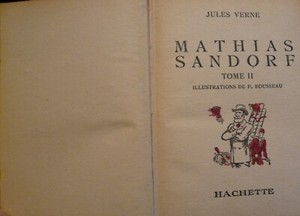 JULES VERNE
MATHIAS
SANDORF
TOME II
ILLUSTRATIONS DE P. ROUSSEAU
HACHETTE